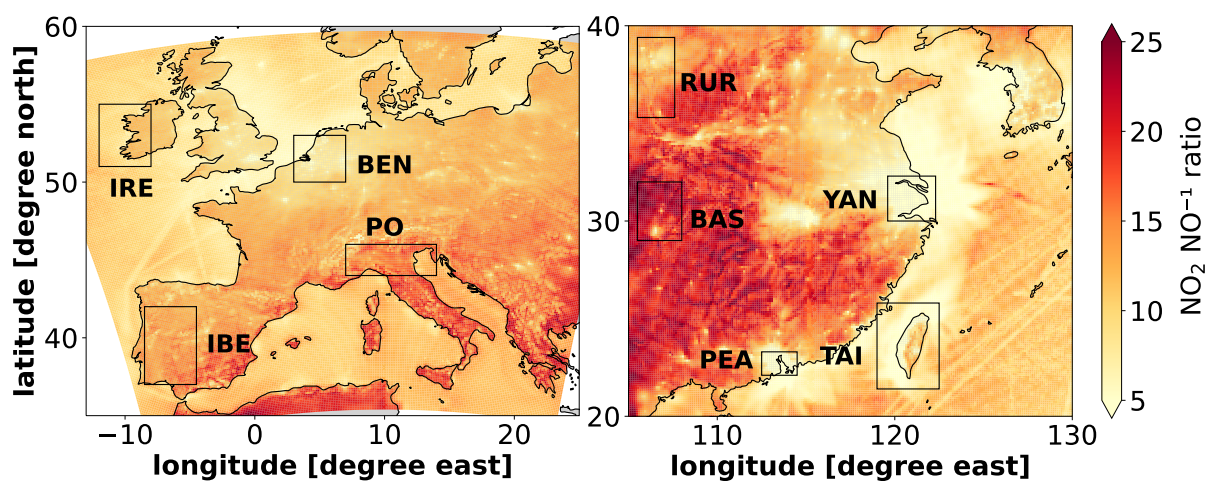 60
50
40
latitude [degree north]
IRE
BEN
PO
IBE
−10
0
10
20
longitude [degree east]
40
30
20
RUR
BAS
YAN
PEA
TAI
110
120
130
longitude [degree east]
25
20
15
10
5
NO₂ NO⁻¹ ratio